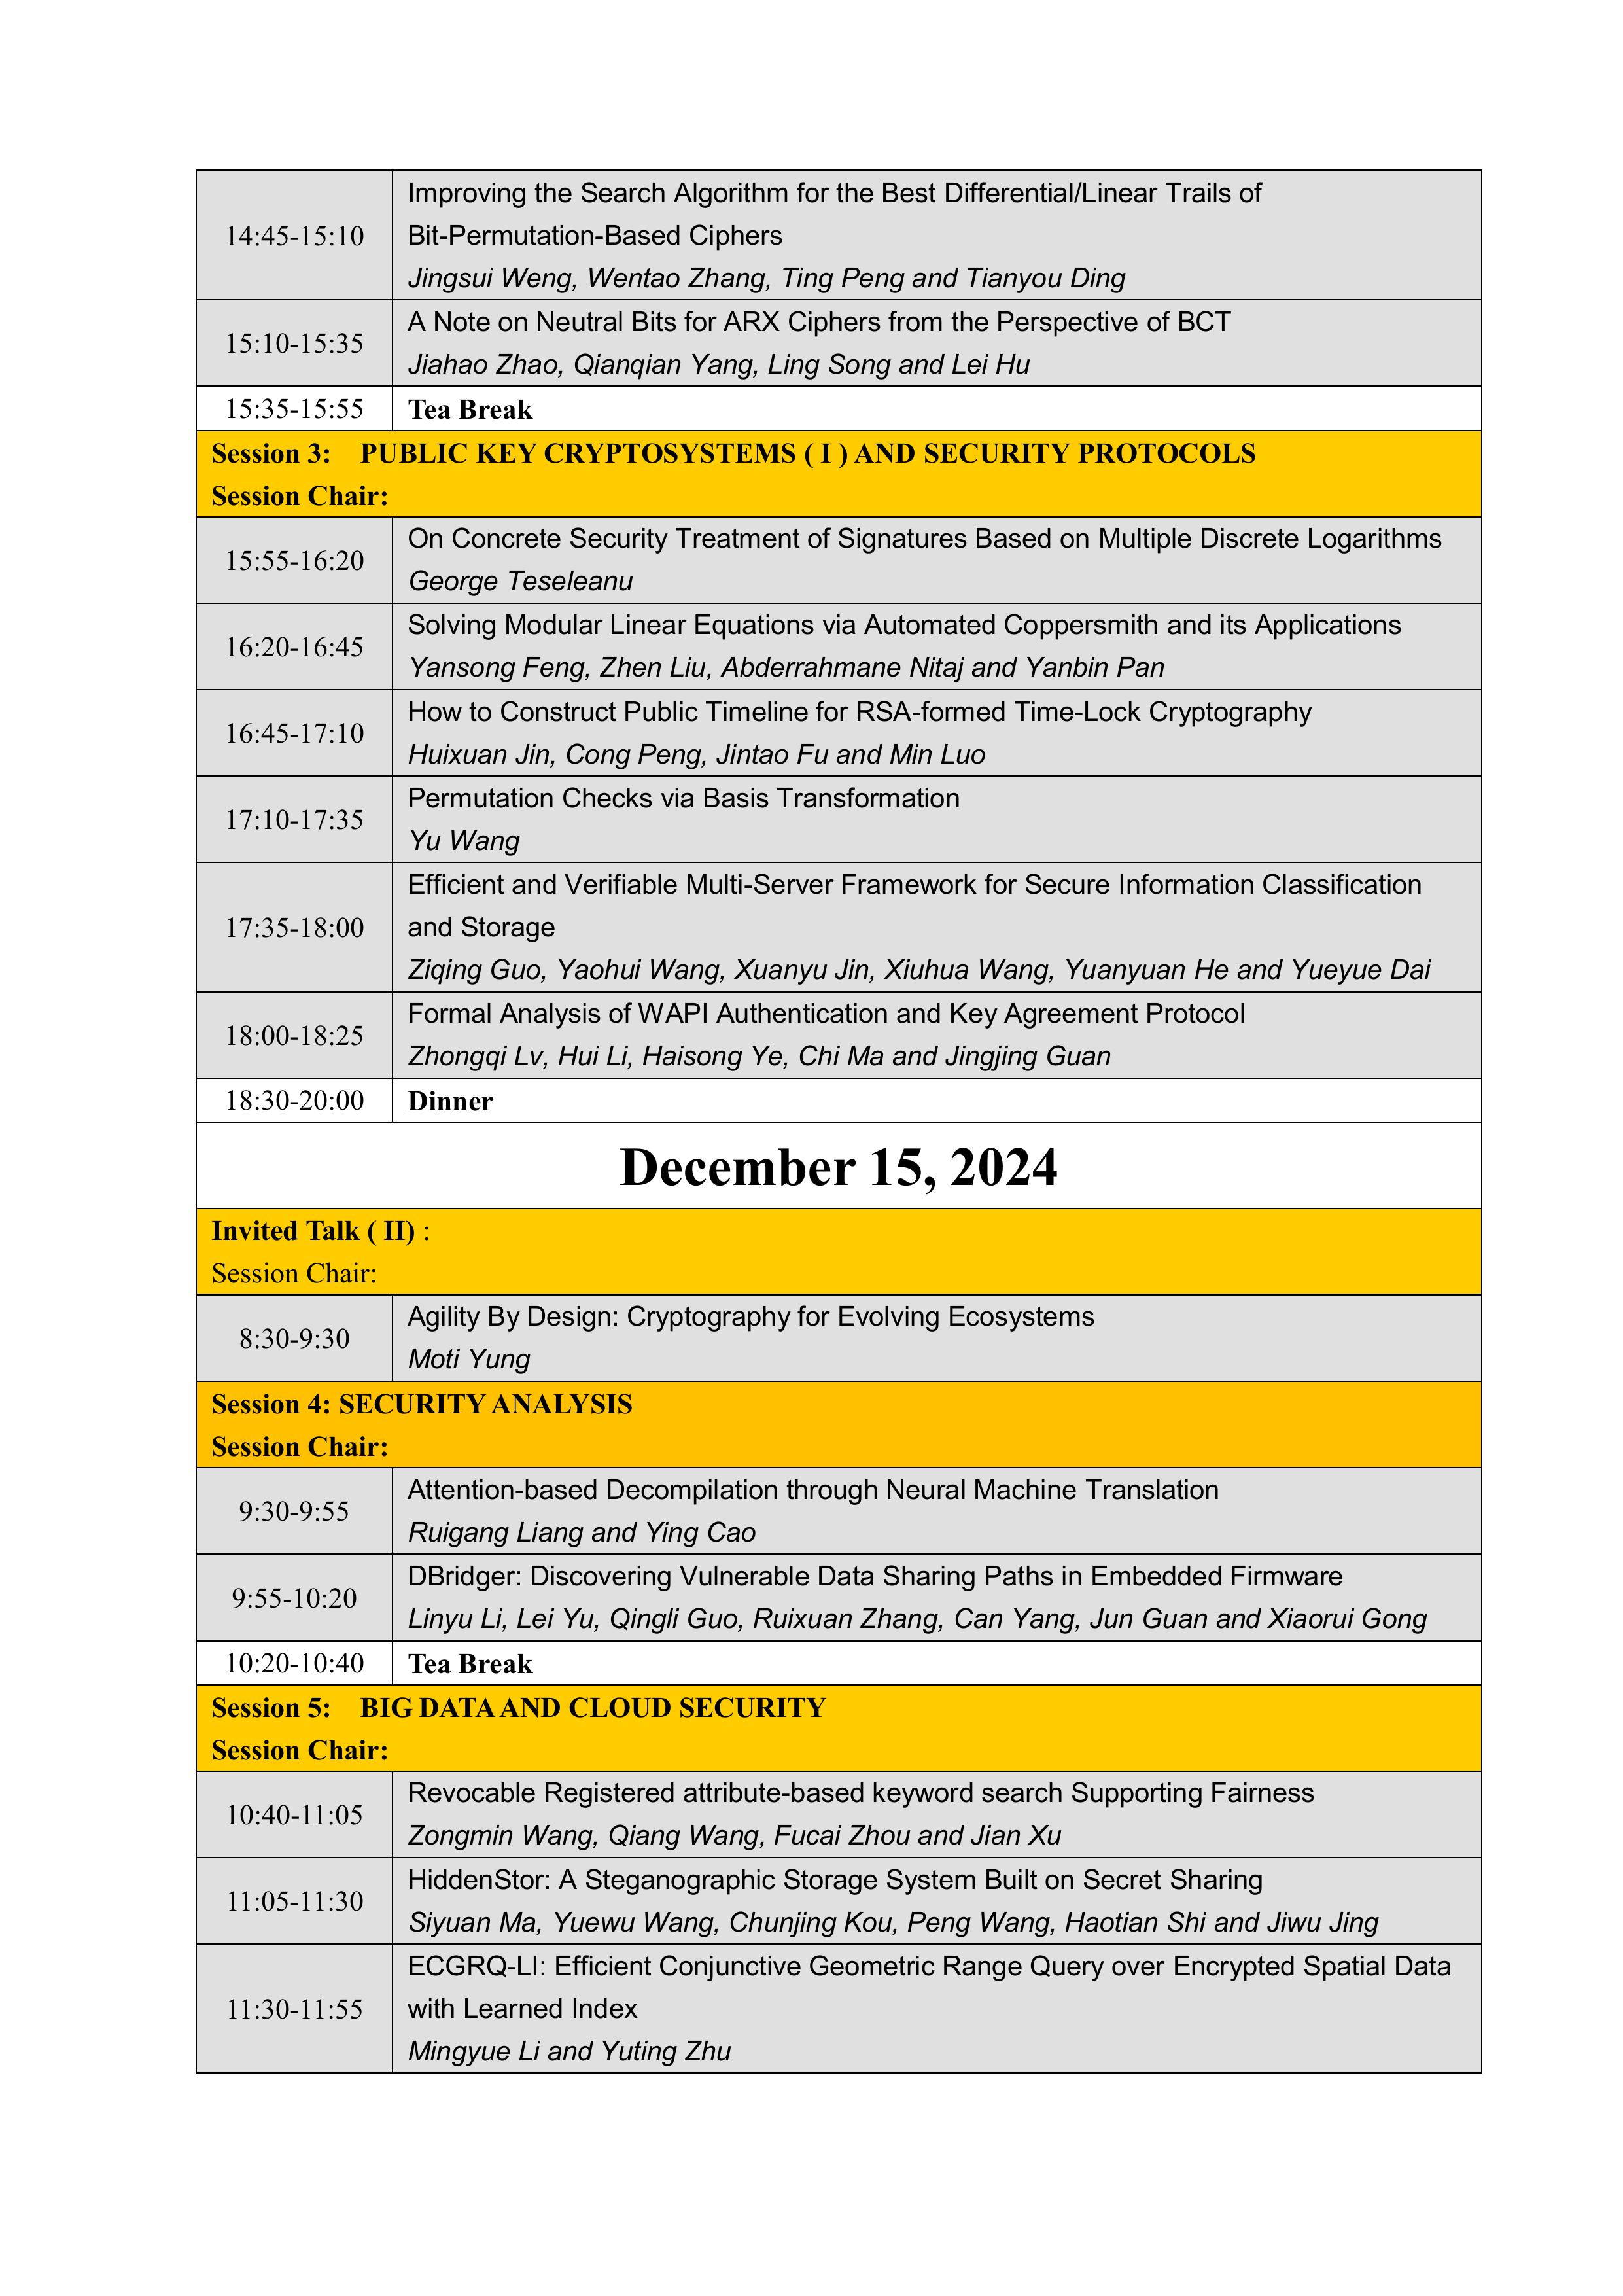 14:45-15:10
Improving the Search Algorithm for the Best Differential/Linear Trails of
Bit-Permutation-Based Ciphers
Jingsui Weng, Wentao Zhang, Ting Peng and Tianyou Ding
15:10-15:35
A Note on Neutral Bits for ARX Ciphers from the Perspective of BCT
Jiahao Zhao, Qianqian Yang, Ling Song and Lei Hu
15:35-15:55
Tea Break
Session 3: PUBLIC KEY CRYPTOSYSTEMS ( I ) AND SECURITY PROTOCOLS
Session Chair:
15:55-16:20
On Concrete Security Treatment of Signatures Based on Multiple Discrete Logarithms
George Teseleanu
16:20-16:45
Solving Modular Linear Equations via Automated Coppersmith and its Applications
Yansong Feng, Zhen Liu, Abderrahmane Nitaj and Yanbin Pan
16:45-17:10
How to Construct Public Timeline for RSA-formed Time-Lock Cryptography
Huixuan Jin, Cong Peng, Jintao Fu and Min Luo
17:10-17:35
Permutation Checks via Basis Transformation
Yu Wang
17:35-18:00
Efficient and Verifiable Multi-Server Framework for Secure Information Classification
and Storage
Ziqing Guo, Yaohui Wang, Xuanyu Jin, Xiuhua Wang, Yuanyuan He and Yueyue Dai
18:00-18:25
Formal Analysis of WAPI Authentication and Key Agreement Protocol
Zhongqi Lv, Hui Li, Haisong Ye, Chi Ma and Jingjing Guan
18:30-20:00
Dinner
December 15, 2024
Invited Talk ( II) :
Session Chair:
8:30-9:30
Agility By Design: Cryptography for Evolving Ecosystems
Moti Yung
Session 4: SECURITY ANALYSIS
Session Chair:
9:30-9:55
Attention-based Decompilation through Neural Machine Translation
Ruigang Liang and Ying Cao
9:55-10:20
DBridger: Discovering Vulnerable Data Sharing Paths in Embedded Firmware
Linyu Li, Lei Yu, Qingli Guo, Ruixuan Zhang, Can Yang, Jun Guan and Xiaorui Gong
10:20-10:40
Tea Break
Session 5: BIG DATA AND CLOUD SECURITY
Session Chair:
10:40-11:05
Revocable Registered attribute-based keyword search Supporting Fairness
Zongmin Wang, Qiang Wang, Fucai Zhou and Jian Xu
11:05-11:30
HiddenStor: A Steganographic Storage System Built on Secret Sharing
Siyuan Ma, Yuewu Wang, Chunjing Kou, Peng Wang, Haotian Shi and Jiwu Jing
11:30-11:55
ECGRQ-LI: Efficient Conjunctive Geometric Range Query over Encrypted Spatial Data
with Learned Index
Mingyue Li and Yuting Zhu